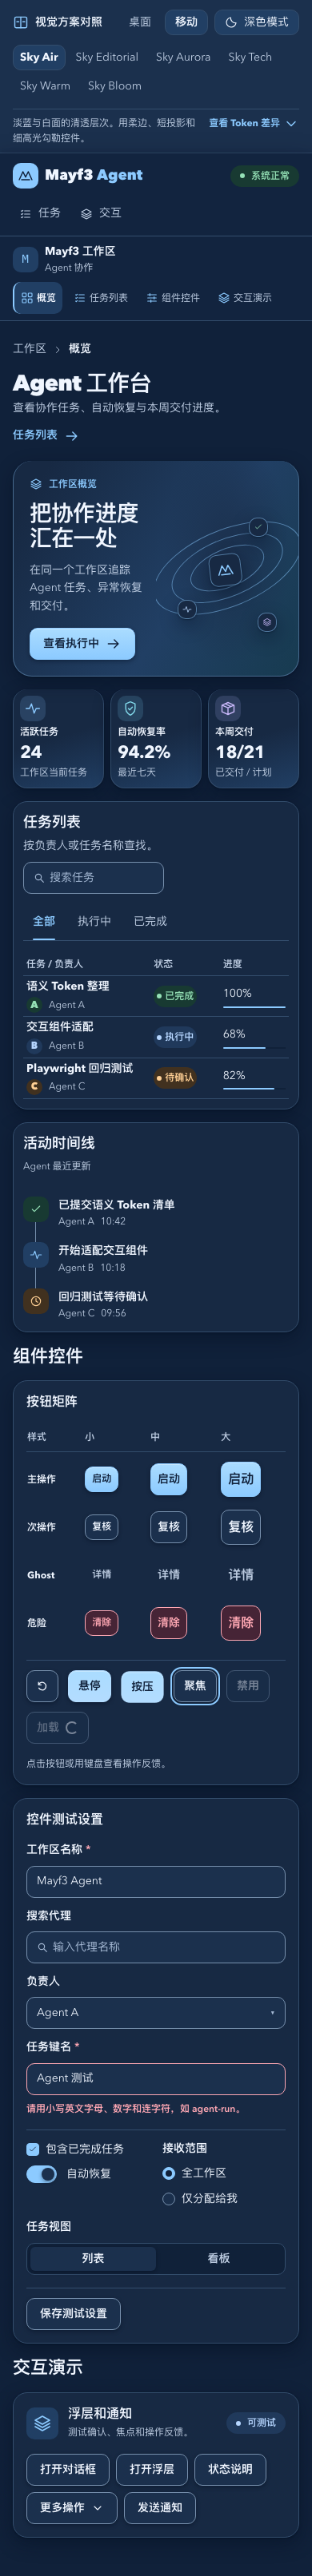 视觉方案对照 桌面 移动 深色模式
Sky Air Sky Editorial Sky Aurora Sky Tech
Sky Warm Sky Bloom
淡蓝与白面的清透层次。用柔边、短投影和
细高光勾勒控件。
查看 Token 差异
Mayf3 Agent 系统正常
任务 交互
M
Mayf3 工作区
Agent 协作
概览 任务列表 组件控件 交互演示
工作区 > 概览
Agent 工作台
查看协作任务、自动恢复与本周交付进度。
任务列表 →
工作区概览
把协作进度
汇在一处
在同一个工作区追踪
Agent 任务、异常恢复
和交付。
查看执行中 →
活跃任务
24
工作区当前任务
自动恢复率
94.2%
最近七天
本周交付
18/21
已交付 / 计划
任务列表
按负责人或任务名称查找。
搜索任务
全部 执行中 已完成
任务 / 负责人 状态 进度
语义 Token 整理
A Agent A 已完成 100%
交互组件适配
B Agent B 执行中 68%
Playwright 回归测试
C Agent C 待确认 82%
活动时间线
Agent 最近更新
已提交语义 Token 清单
Agent A 10:42
开始适配交互组件
Agent B 10:18
回归测试等待确认
Agent C 09:56
组件控件
按钮矩阵
样式 小 中 大
主操作 启动 启动 启动
次操作 复核 复核 复核
Ghost 详情 详情 详情
危险 清除 清除 清除
悬停 按压 聚焦 禁用
加载
点击按钮或用键盘查看操作反馈。
控件测试设置
工作区名称 *
Mayf3 Agent
搜索代理
输入代理名称
负责人
Agent A
任务键名 *
Agent 测试
请用小写英文字母、数字和连字符，如 agent-run。
包含已完成任务
自动恢复
接收范围
全工作区
仅分配给我
任务视图
列表 看板
保存测试设置
交互演示
浮层和通知
测试确认、焦点和操作反馈。
可测试
打开对话框 打开浮层 状态说明
更多操作 发送通知